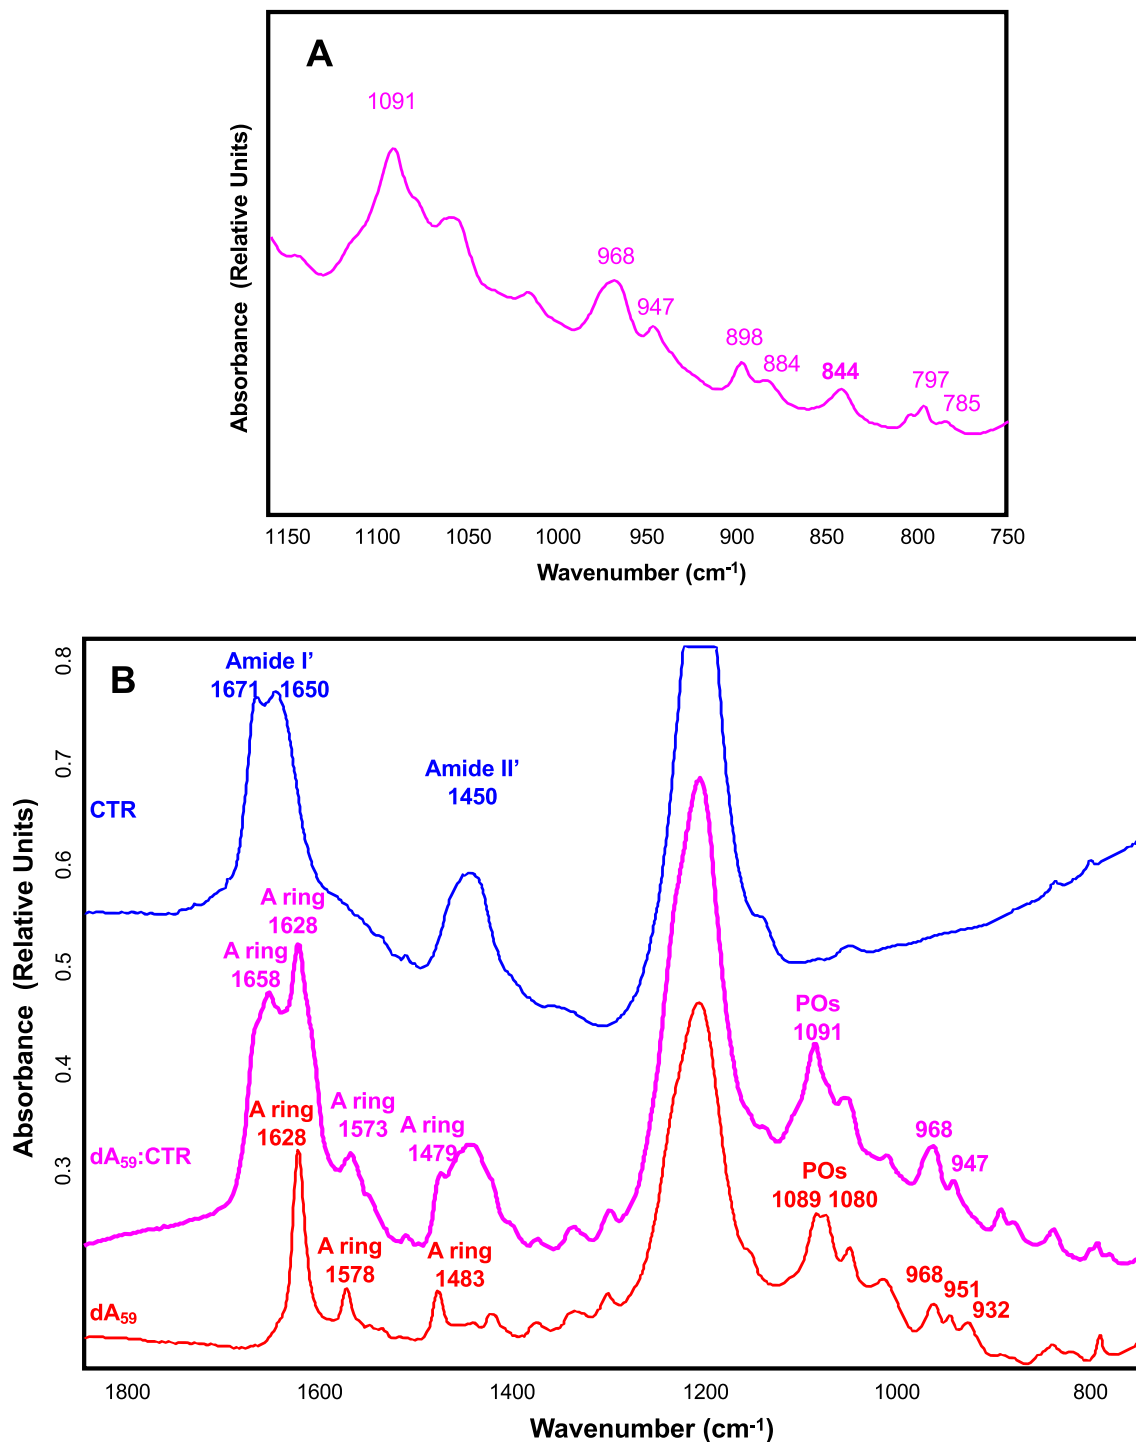 A
1091
968
947
898
884
844
797
785
Absorbance (Relative Units)
1150 1100 1050 1000 950 900 850 800 750
Wavenumber (cm-1)
B
Amide I’
1671 1650
Amide II’
1450
CTR
A ring
1628
A ring
1658
A ring
1573
A ring
1479
POs
1091
968
947
dA59:CTR
A ring
1628
A ring
1578
A ring
1483
POs
1089 1080
968
951
932
dA59
0.8
0.7
0.6
0.5
0.4
0.3
Absorbance (Relative Units)
1800 1600 1400 1200 1000 800
Wavenumber (cm-1)